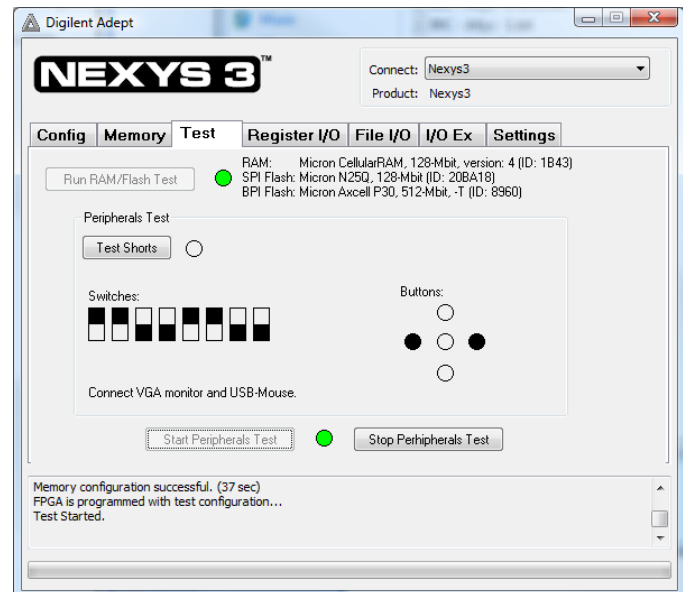 Digilent Adept
NEXYS 3™
Connect: Nexys3
Product: Nexys3
Config Memory Test Register I/O File I/O I/O Ex Settings
Run RAM/Flash Test
RAM: Micron CellularRAM, 128-Mbit, version: 4 (ID: 1B43)
SPI Flash: Micron N25Q, 128-Mbit (ID: 20BA18)
BPI Flash: Micron Axcell P30, 512-Mbit, -T (ID: 8960)
Peripherals Test
Test Shorts
Switches:
Buttons:
Connect VGA monitor and USB-Mouse.
Start Peripherals Test
Stop Perhipherals Test
Memory configuration successful. (37 sec)
FPGA is programmed with test configuration...
Test Started.